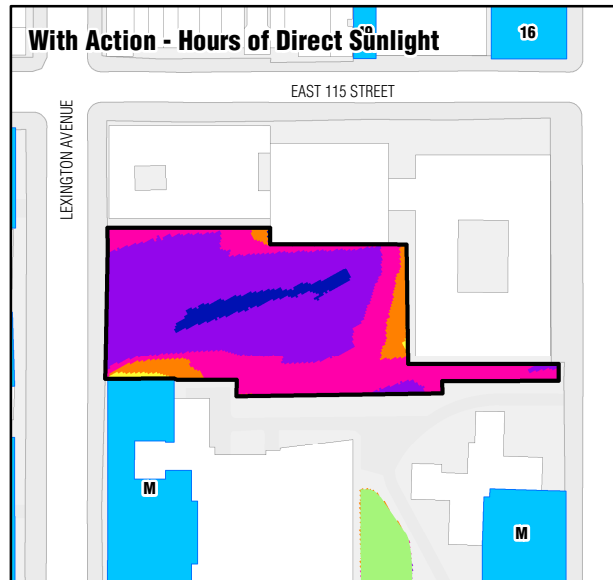 With Action - Hours of Direct Sunlight
16
EAST 115 STREET
LEXINGTON AVENUE
M
M